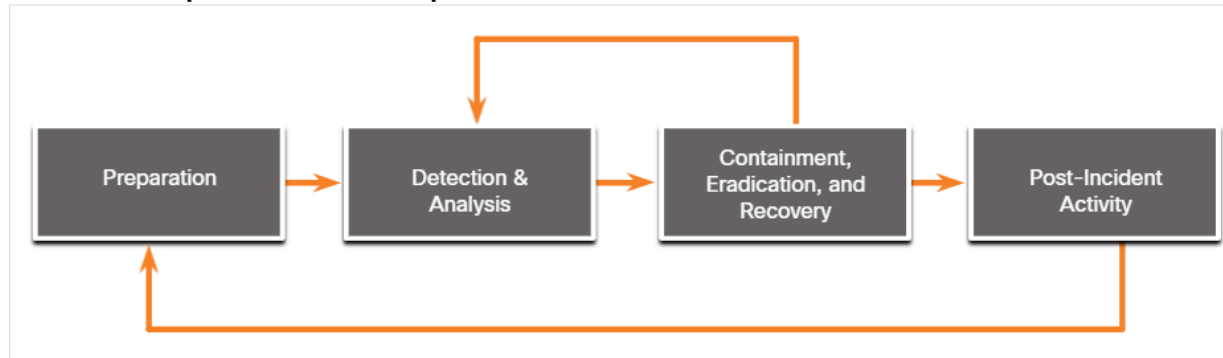 Preparation
Detection &
Analysis
Containment,
Eradication, and
Recovery
Post-Incident
Activity